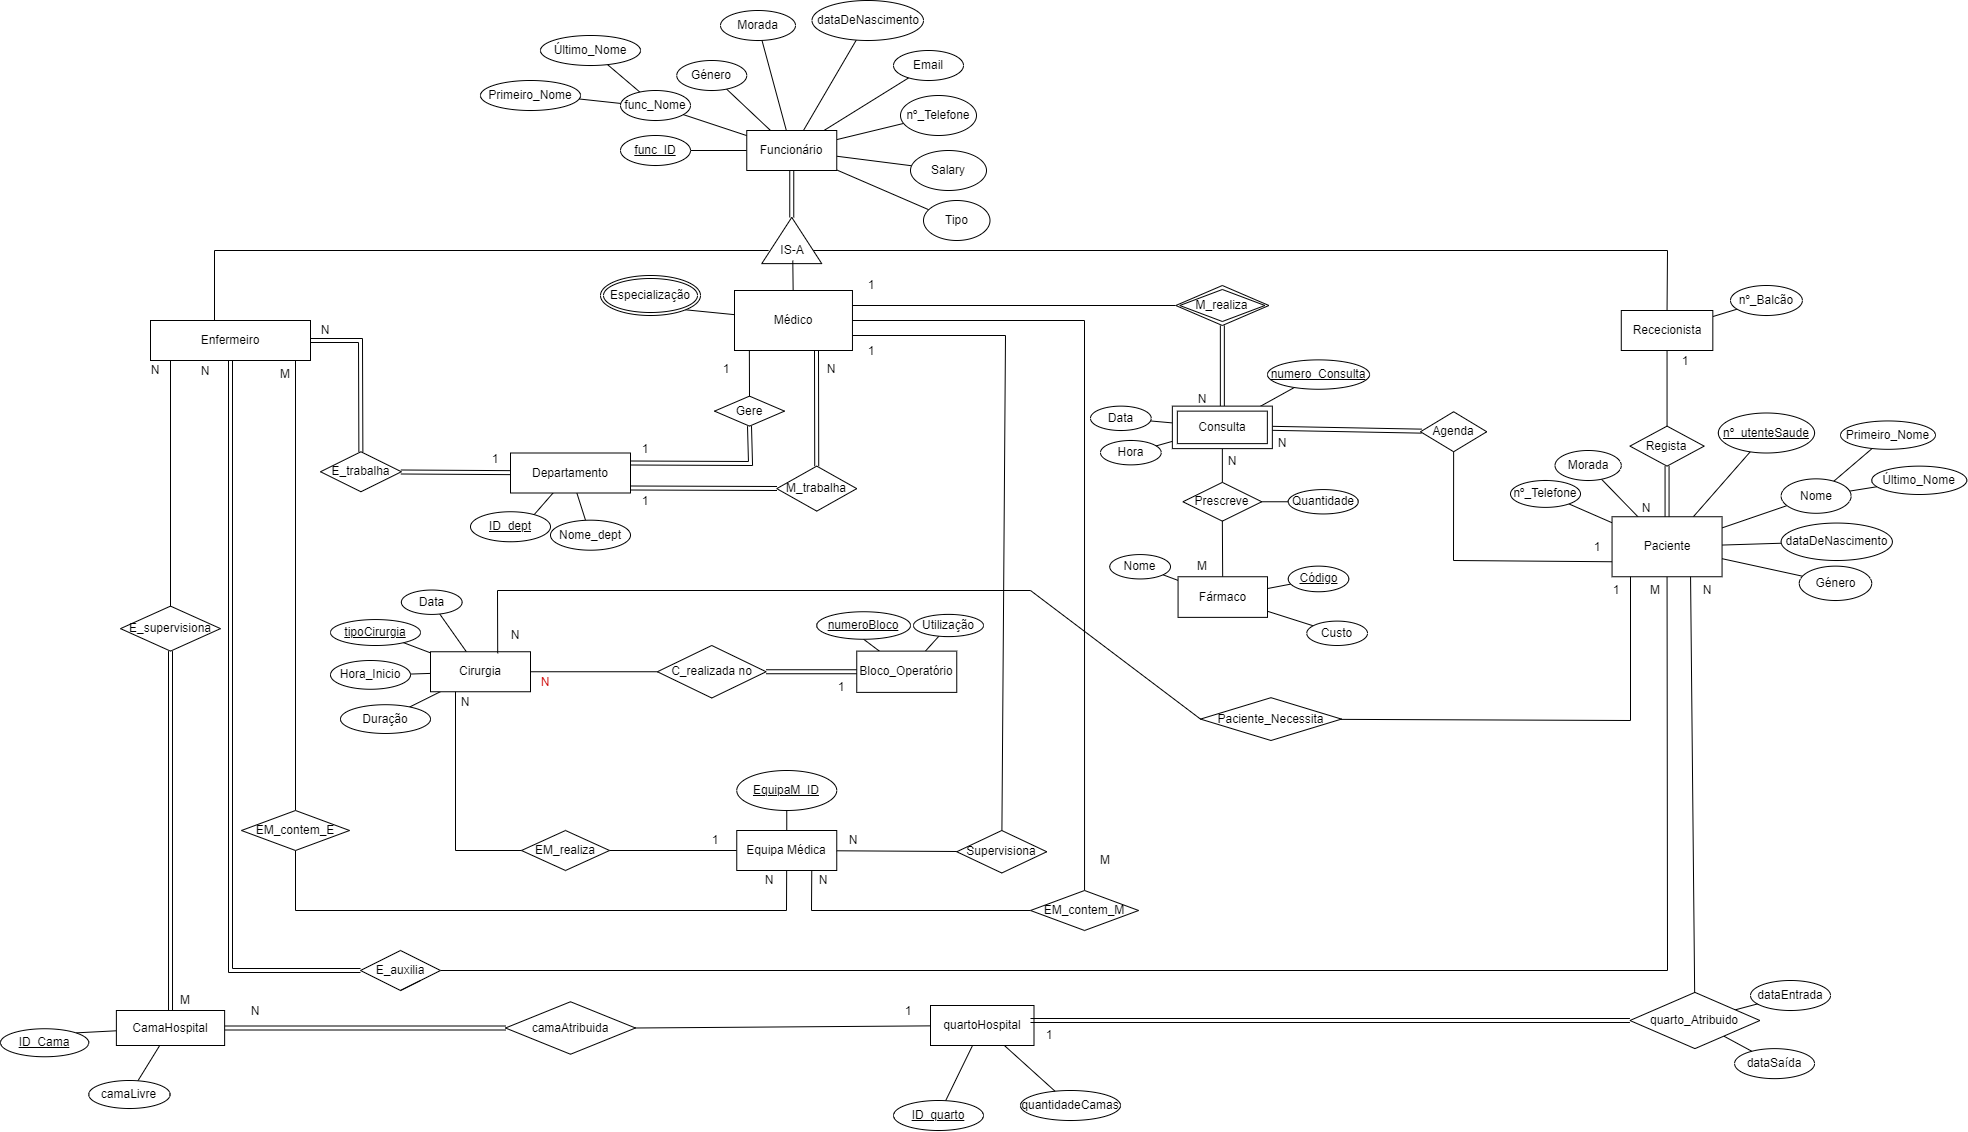 dataDeNascimento
Morada
Último_Nome
Email
Género
Primeiro_Nome
func_Nome
nº_Telefone
func_ID
Funcionário
Salary
Tipo
IS-A
1
Especialização
nº_Balcão
M_realiza
Médico
N
Rececionista
Enfermeiro
1
1
N
N
M
1
N
numero_Consulta
N
Gere
Data
Consulta
Agenda
nº_utenteSaude
Primeiro_Nome
N
Hora
Regista
1
1
N
Morada
E_trabalha
Departamento
Último_Nome
M_trabalha
nº_Telefone
Nome
1
Prescreve
Quantidade
N
ID_dept
Nome_dept
dataDeNascimento
1
Paciente
Nome
M
Código
Género
1
M
N
Fármaco
Data
E_supervisiona
tipoCirurgia
N
numeroBloco
Utilização
Custo
Cirurgia
C_realizada no
Bloco_Operatório
Hora_Inicio
N
1
N
Duração
Paciente_Necessita
EquipaM_ID
EM_contem_E
1
N
EM_realiza
Equipa Médica
Supervisiona
M
N
N
EM_contem_M
E_auxilia
M
dataEntrada
N
1
CamaHospital
camaAtribuida
quartoHospital
quarto_Atribuido
1
ID_Cama
dataSaída
camaLivre
quantidadeCamas
ID_quarto